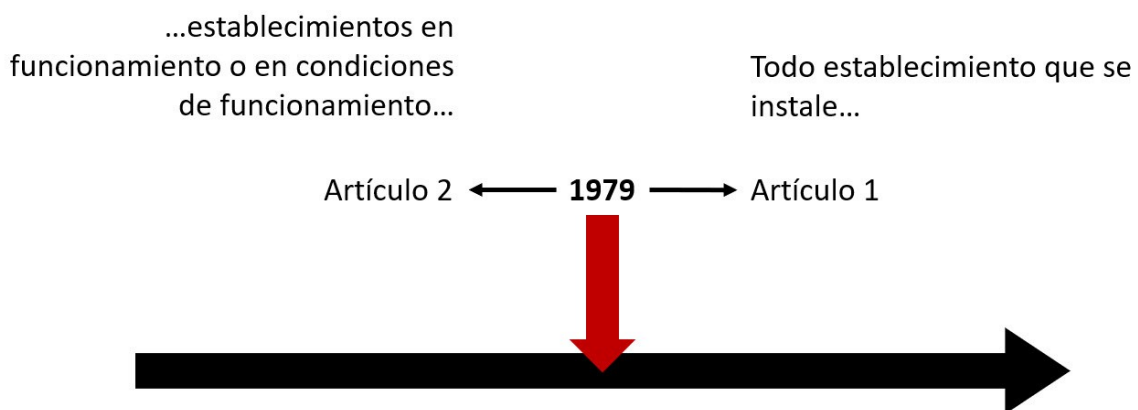 ...establecimientos en
funcionamiento o en condiciones
de funcionamiento...
Todo establecimiento que se
instale...
Artículo 2 1979 Artículo 1